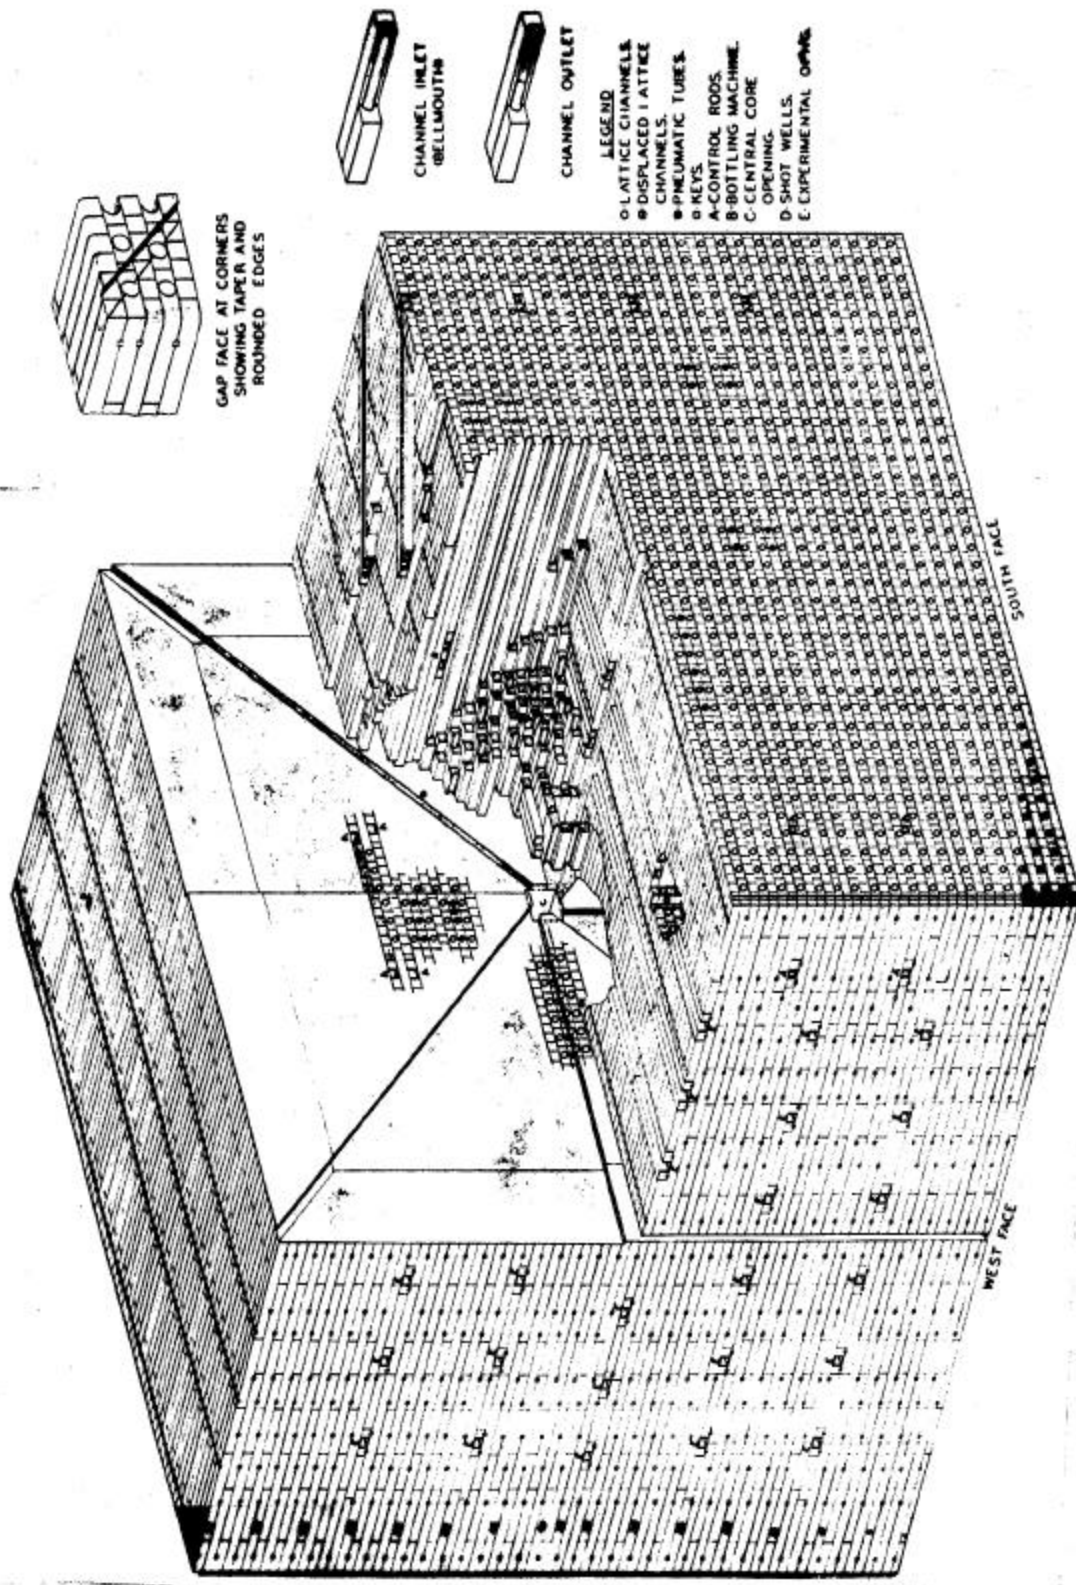 GAP FACE AT CORNERS
SHOWING TAPER AND
ROUNDED EDGES
CHANNEL INLET
(BELLMOUTH)
CHANNEL OUTLET
LEGEND
O-LATTICE CHANNELS.
DISPLACED LATTICE
CHANNELS.
PNEUMATIC TUBES.
KEYS.
A-CONTROL RODS.
B-BOTTLING MACHINE.
C-CENTRAL CORE
OPENING.
D-SHOT WELLS.
E-EXPERIMENTAL OPNG.
SOUTH FACE
WEST FACE